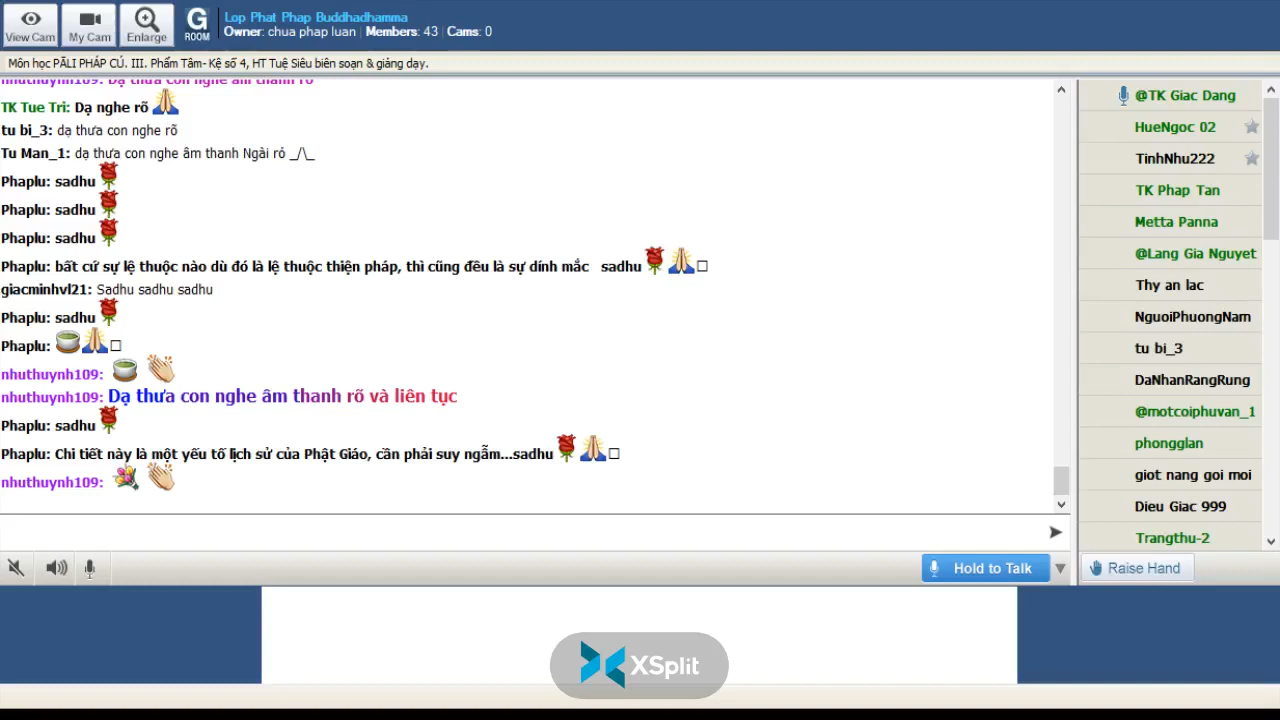 View Cam
My Cam
Enlarge
G
ROOM
Lop Phat Phap Buddhadhamma
Owner: chua phap luan | Members: 43 | Cams: 0
Môn học PĀLI PHÁP CÚ. III. Phẩm Tâm- Kệ số 4, HT Tuệ Siêu biên soạn & giảng dạy.
nhuthuynh109: Dạ thưa con nghe âm thanh rõ
TK Tue Tri: Dạ nghe rõ
tu bi_3: dạ thưa con nghe rõ
Tu Man_1: dạ thưa con nghe âm thanh Ngài rỏ _/\_
Phaplu: sadhu
Phaplu: sadhu
Phaplu: sadhu
Phaplu: bất cứ sự lệ thuộc nào dù đó là lệ thuộc thiện pháp, thì cũng đều là sự dính mắc sadhu
giacminhvl21: Sadhu sadhu sadhu
Phaplu: sadhu
Phaplu:
nhuthuynh109:
nhuthuynh109: Dạ thưa con nghe âm thanh rõ và liên tục
Phaplu: sadhu
Phaplu: Chi tiết này là một yếu tố lịch sử của Phật Giáo, cần phải suy ngẫm...sadhu
nhuthuynh109:
@TK Giac Dang
HueNgoc 02
TinhNhu222
TK Phap Tan
Metta Panna
@Lang Gia Nguyet
Thy an lac
NguoiPhuongNam
tu bi_3
DaNhanRangRung
@motcoiphuvan_1
phongglan
giot nang goi moi
Dieu Giac 999
Trangthu-2
Hold to Talk
Raise Hand
XSplit